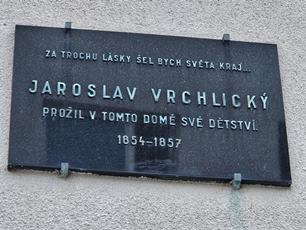 ZA TROCHU LÁSKY ŠEL BYCH SVĚTA KRAJ...
JAROSLAV VRCHLICKÝ
PROŽIL V TOMTO DOMĚ SVÉ DĚTSTVÍ.
1854-1857